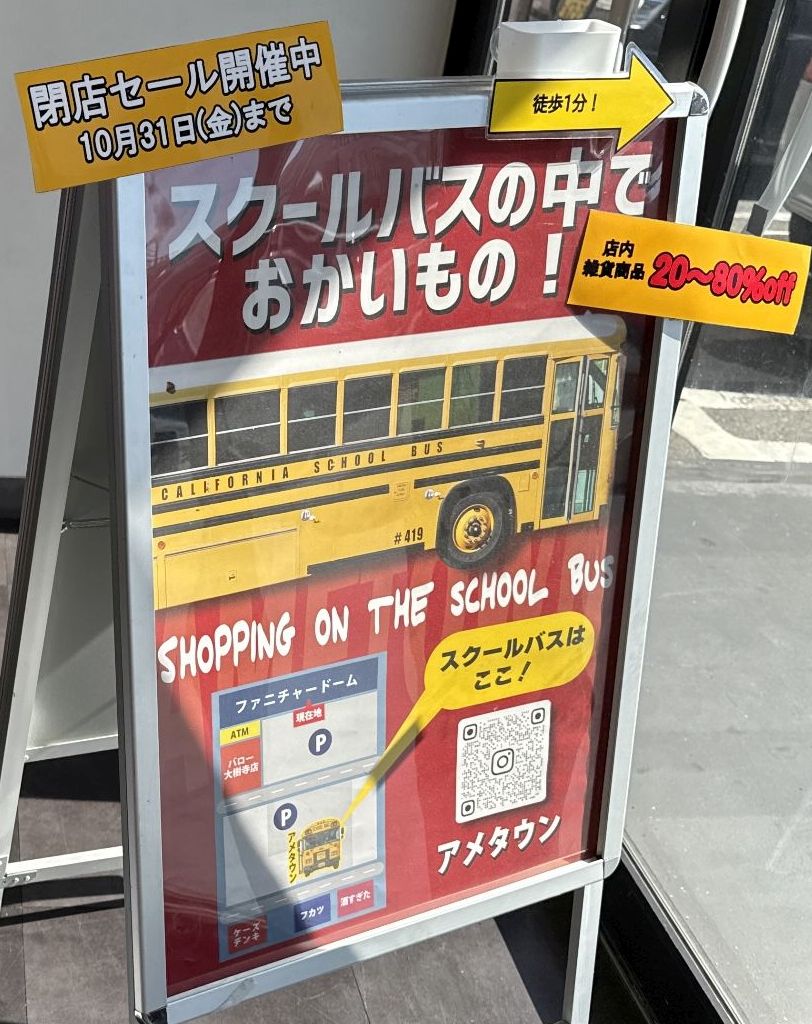 閉店セール開催中
10月31日(金)まで
徒歩1分！
スクールバスの中で
おかいもの！
店内
雑貨商品 20〜80%off
CALIFORNIA SCHOOL BUS
#419
SHOPPING ON THE SCHOOL BUS
スクールバスは
ここ！
ファニチャードーム
現在地
ATM
P
バロー
大樹寺店
P
アメタウン
アメタウン
フカツ
濵すぎた
ケーズ
デンキ